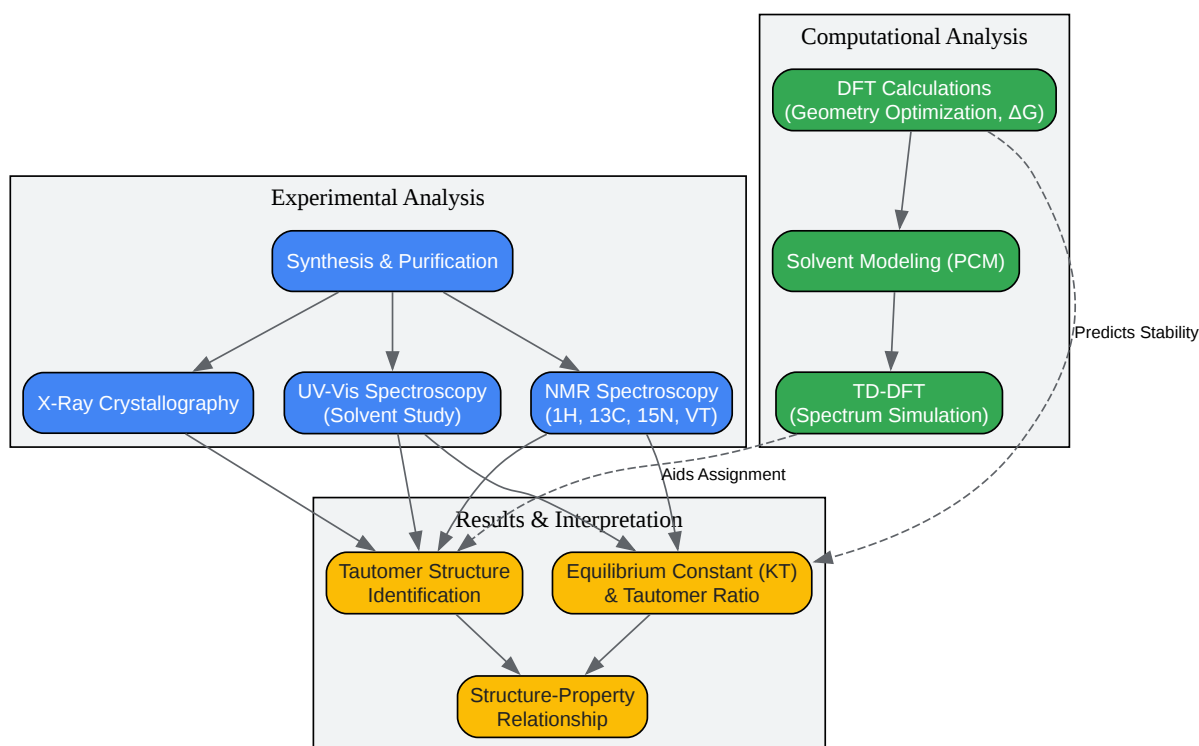 Computational Analysis
DFT Calculations
(Geometry Optimization, ΔG)
Experimental Analysis
Synthesis & Purification
Solvent Modeling (PCM)
Predicts Stability
X-Ray Crystallography
UV-Vis Spectroscopy
(Solvent Study)
NMR Spectroscopy
(1H, 13C, 15N, VT)
TD-DFT
(Spectrum Simulation)
Aids Assignment
Results & Interpretation
Tautomer Structure
Identification
Equilibrium Constant (KT)
& Tautomer Ratio
Structure-Property
Relationship